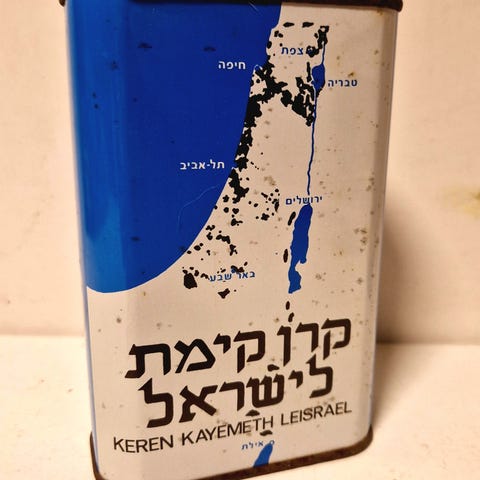 צפת
חיפה
טבריה
תל-אביב
ירושלים
באר שבע
קרן קימת
לישראל
KEREN KAYEMETH LEISRAEL
אילת